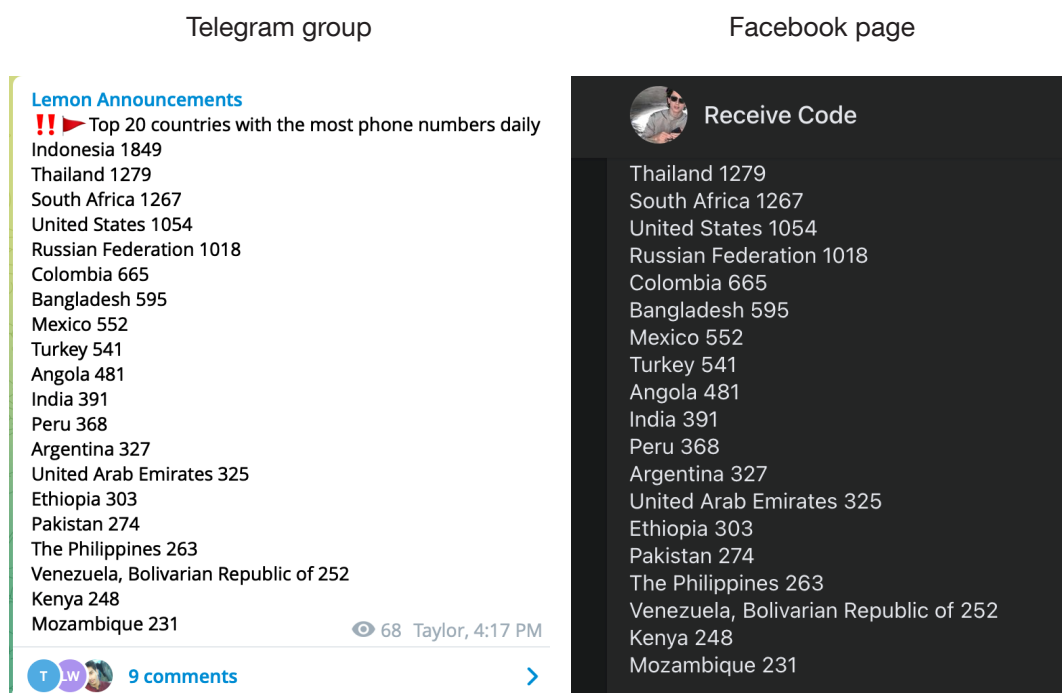 Telegram group
Lemon Announcements
‼️🚩Top 20 countries with the most phone numbers daily
Indonesia 1849
Thailand 1279
South Africa 1267
United States 1054
Russian Federation 1018
Colombia 665
Bangladesh 595
Mexico 552
Turkey 541
Angola 481
India 391
Peru 368
Argentina 327
United Arab Emirates 325
Ethiopia 303
Pakistan 274
The Philippines 263
Venezuela, Bolivarian Republic of 252
Kenya 248
Mozambique 231
68 Taylor, 4:17 PM
T LW
9 comments
Facebook page
Receive Code
Thailand 1279
South Africa 1267
United States 1054
Russian Federation 1018
Colombia 665
Bangladesh 595
Mexico 552
Turkey 541
Angola 481
India 391
Peru 368
Argentina 327
United Arab Emirates 325
Ethiopia 303
Pakistan 274
The Philippines 263
Venezuela, Bolivarian Republic of 252
Kenya 248
Mozambique 231